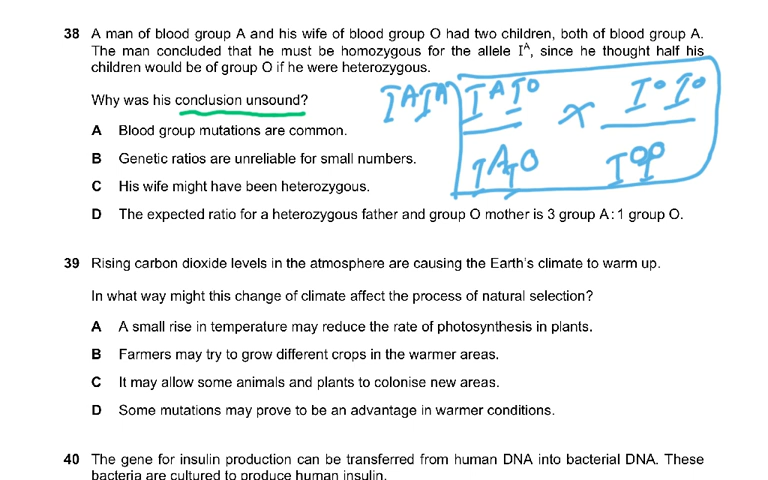 38 A man of blood group A and his wife of blood group O had two children, both of blood group A.
The man concluded that he must be homozygous for the allele Iᴬ, since he thought half his
children would be of group O if he were heterozygous.
IᴬIᴬ IᴬIᴼ × IᴼIᴼ
Why was his conclusion unsound?
A Blood group mutations are common.
B Genetic ratios are unreliable for small numbers.
IᴬIᴼ IᴼIᴼ
C His wife might have been heterozygous.
D The expected ratio for a heterozygous father and group O mother is 3 group A : 1 group O.
39 Rising carbon dioxide levels in the atmosphere are causing the Earth's climate to warm up.
In what way might this change of climate affect the process of natural selection?
A A small rise in temperature may reduce the rate of photosynthesis in plants.
B Farmers may try to grow different crops in the warmer areas.
C It may allow some animals and plants to colonise new areas.
D Some mutations may prove to be an advantage in warmer conditions.
40 The gene for insulin production can be transferred from human DNA into bacterial DNA. These
bacteria are cultured to produce human insulin.